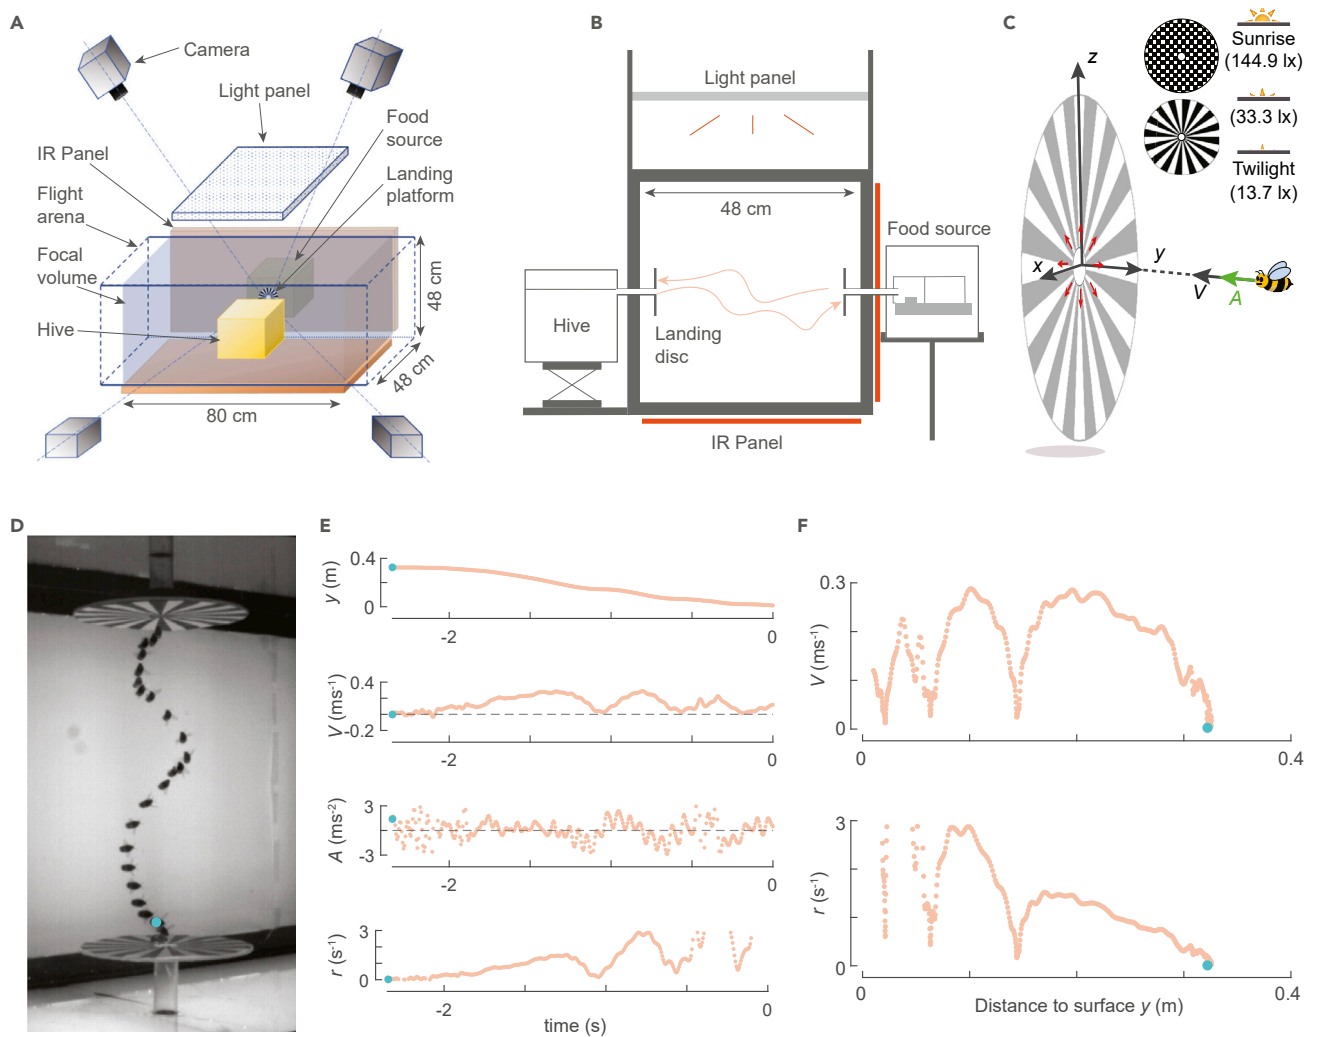 A
Camera
Light panel
Food
source
IR Panel
Landing
platform
Flight
arena
Focal
volume
Hive
48 cm
48 cm
80 cm
B
Light panel
48 cm
Food source
Hive
Landing
disc
IR Panel
C
z
x
y
V
A
Sunrise
(144.9 lx)
(33.3 lx)
Twilight
(13.7 lx)
D
E
0.4
y (m)
0
-2
0
0.4
V (ms-1)
-0.2
-2
0
3
A (ms-2)
-3
-2
0
3
r (s-1)
0
-2
0
time (s)
F
0.3
V (ms-1)
0
0
0.4
3
r (s-1)
0
0
0.4
Distance to surface y (m)